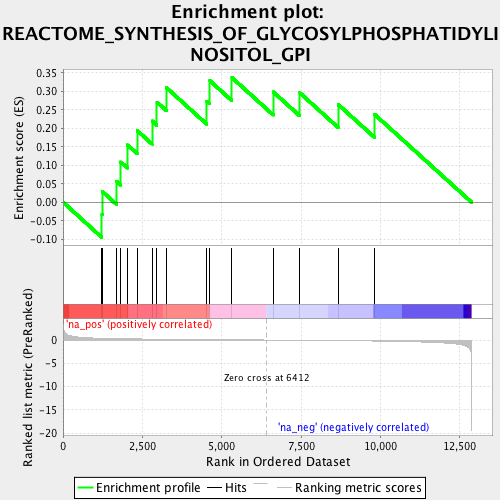 Enrichment plot:
REACTOME_SYNTHESIS_OF_GLYCOSYLPHOSPHATIDYLI
NOSITOL_GPI
Enrichment score (ES)
0.35
0.30
0.25
0.20
0.15
0.10
0.05
0.00
-0.05
-0.10
'na_pos' (positively correlated)
Ranked list metric (PreRanked)
0
-5
-10
-15
-20
Zero cross at 6412
'na_neg' (negatively correlated)
0 2,500 5,000 7,500 10,000 12,500
Rank in Ordered Dataset
Enrichment profile Hits Ranking metric scores